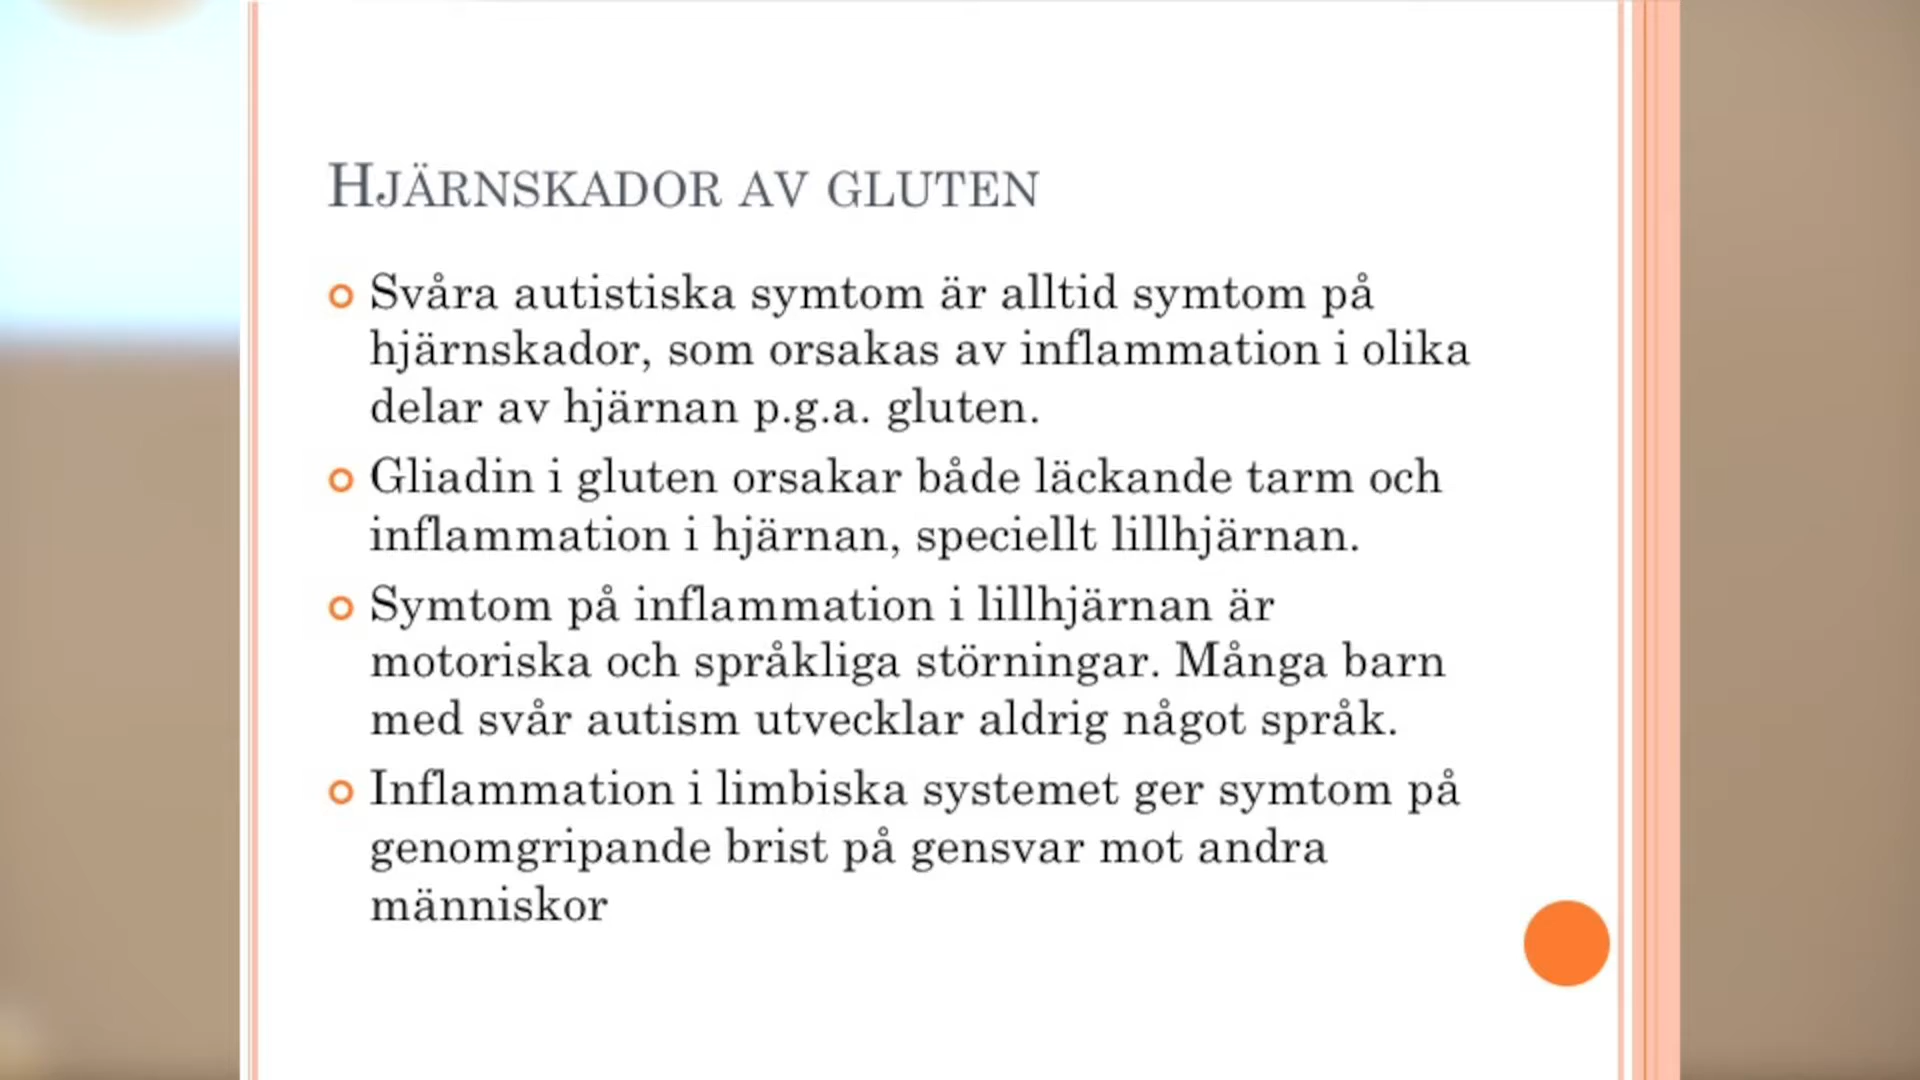 Hjärnskador av gluten
Svåra autistiska symtom är alltid symtom på
hjärnskador, som orsakas av inflammation i olika
delar av hjärnan p.g.a. gluten.
Gliadin i gluten orsakar både läckande tarm och
inflammation i hjärnan, speciellt lillhjärnan.
Symtom på inflammation i lillhjärnan är
motoriska och språkliga störningar. Många barn
med svår autism utvecklar aldrig något språk.
Inflammation i limbiska systemet ger symtom på
genomgripande brist på gensvar mot andra
människor